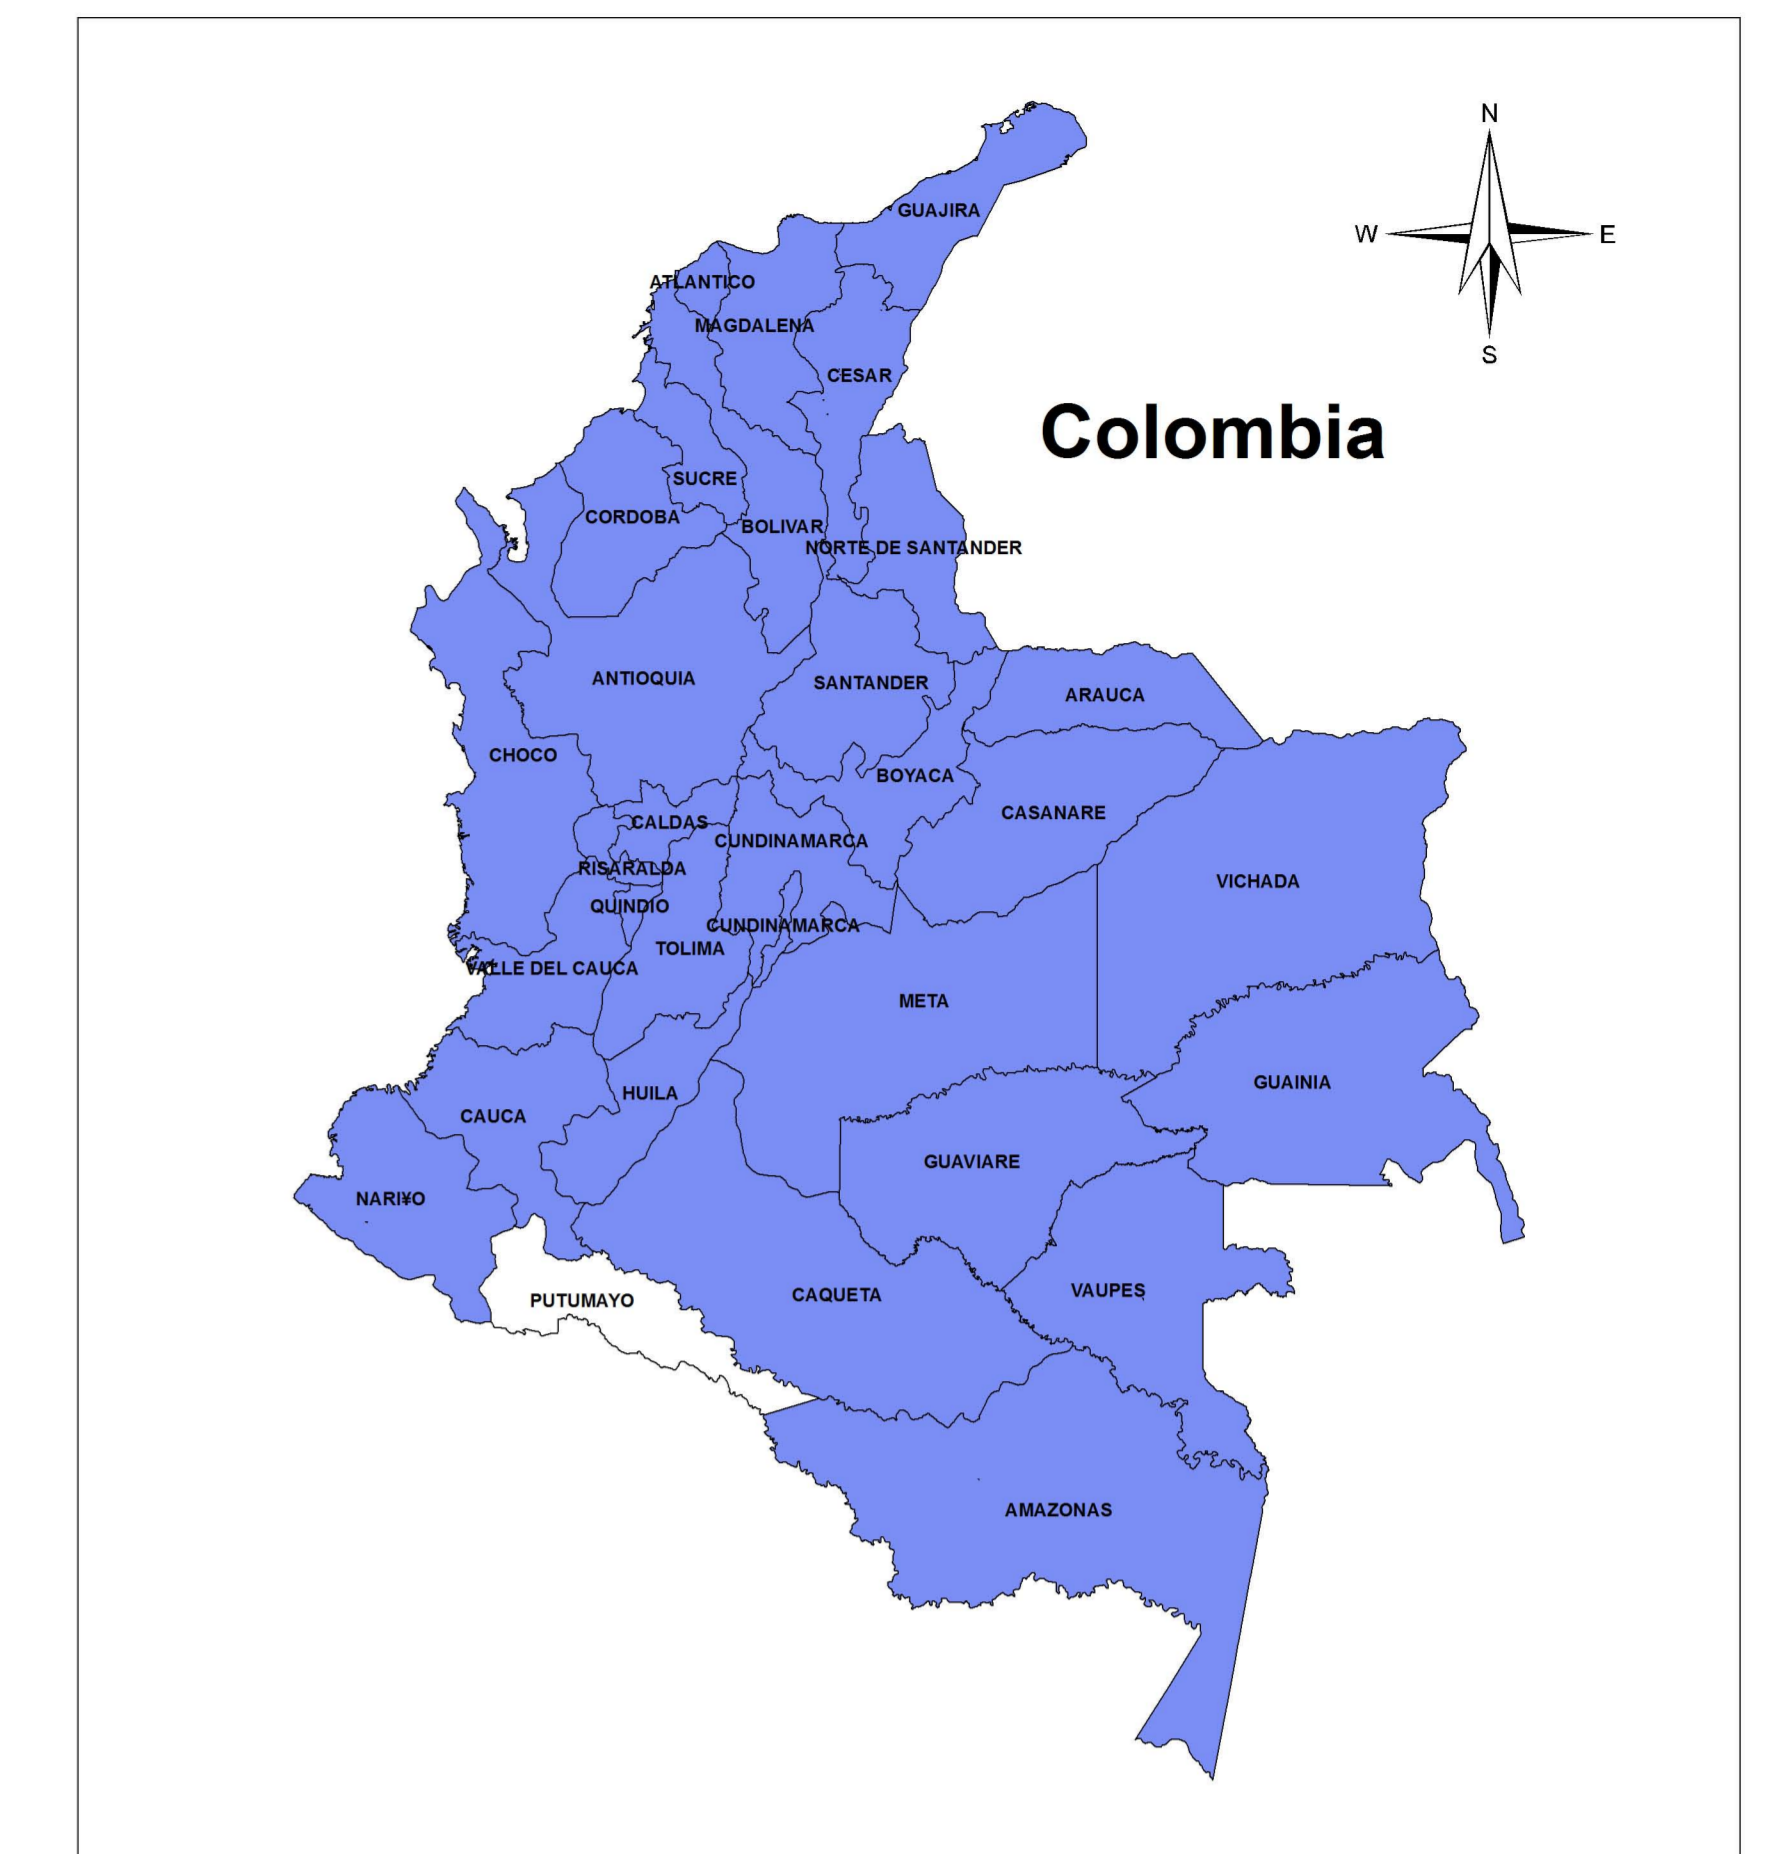 N
W
E
S
Colombia
GUAJIRA
ATLANTICO
MAGDALENA
CESAR
SUCRE
CORDOBA
BOLIVAR
NORTE DE SANTANDER
ANTIOQUIA
SANTANDER
ARAUCA
CHOCO
BOYACA
CASANARE
CALDAS
CUNDINAMARCA
RISARALDA
VICHADA
QUINDIO
CUNDINAMARCA
TOLIMA
VALLE DEL CAUCA
META
GUAINIA
HUILA
CAUCA
GUAVIARE
NARI¥O
VAUPES
CAQUETA
PUTUMAYO
AMAZONAS